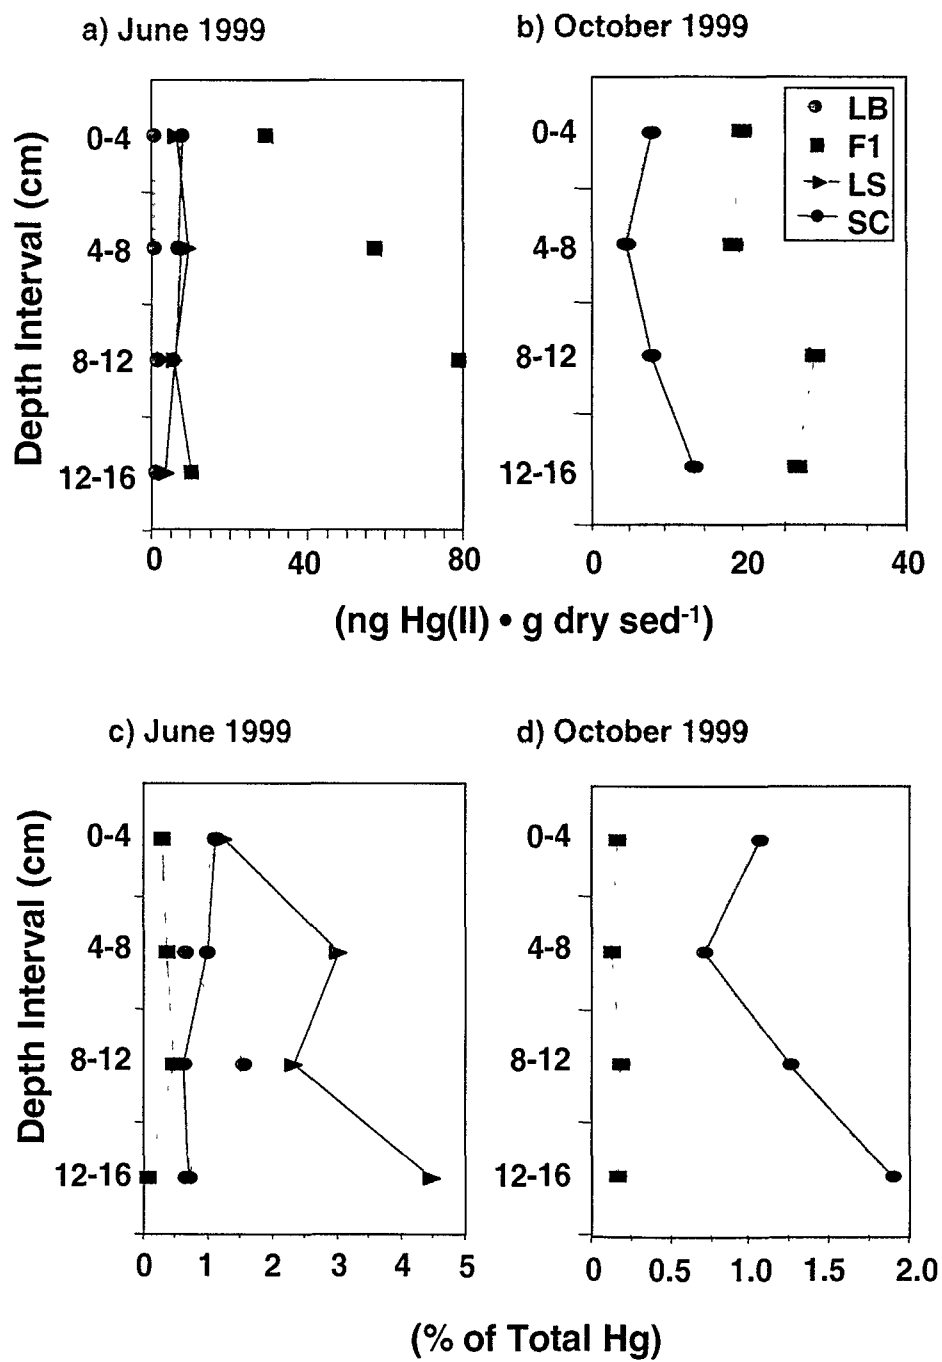 a) June 1999
b) October 1999
Depth Interval (cm)
0-4
4-8
8-12
12-16
0 40 80
0-4
4-8
8-12
12-16
0 20 40
LB
F1
LS
SC
(ng Hg(II) • g dry sed-1)
c) June 1999
d) October 1999
Depth Interval (cm)
0-4
4-8
8-12
12-16
0 1 2 3 4 5
0-4
4-8
8-12
12-16
0 0.5 1.0 1.5 2.0
(% of Total Hg)